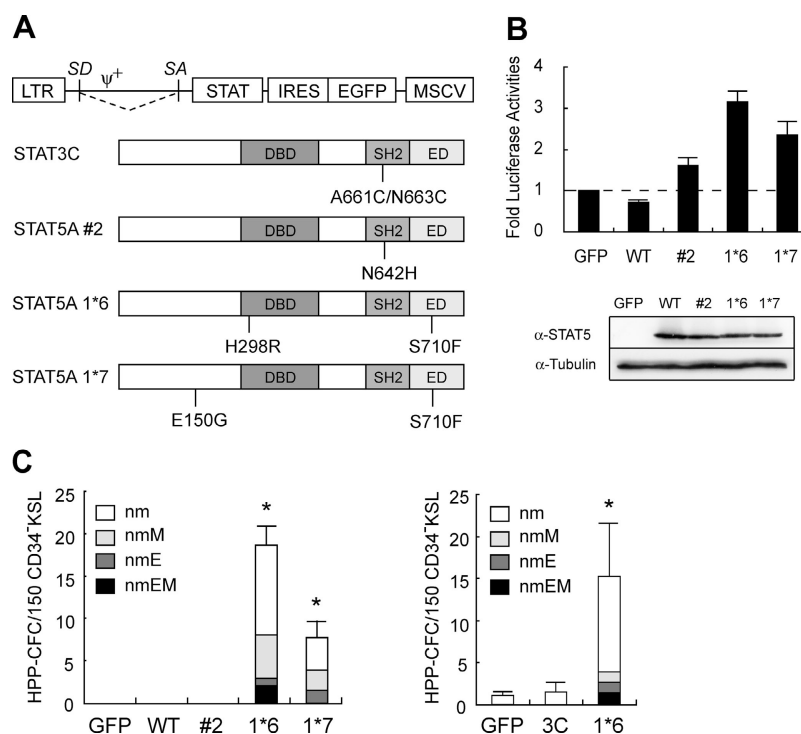 A
SD ψ+ SA
LTR STAT IRES EGFP MSCV
STAT3C DBD SH2 ED
A661C/N663C
STAT5A #2 DBD SH2 ED
N642H
STAT5A 1*6 DBD SH2 ED
H298R S710F
STAT5A 1*7 DBD SH2 ED
E150G S710F
B
Fold Luciferase Activities
4
3
2
1
0
GFP WT #2 1*6 1*7
GFP WT #2 1*6 1*7
α-STAT5
α-Tubulin
C
HPP-CFC/150 CD34-KSL
25
20
15
10
5
0
nm
nmM
nmE
nmEM
*
*
GFP WT #2 1*6 1*7
HPP-CFC/150 CD34-KSL
25
20
15
10
5
0
nm
nmM
nmE
nmEM
*
GFP 3C 1*6